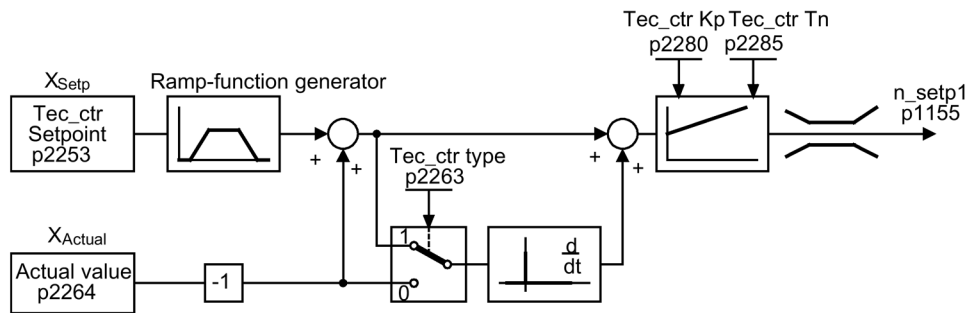 Tec_ctr Kp Tec_ctr Tn
p2280 p2285
XSetp
Ramp-function generator
n_setp1
p1155
Tec_ctr
Setpoint
p2253
+
+
+
+
Tec_ctr type
p2263
XActual
1
d
dt
Actual value
p2264
-1
0